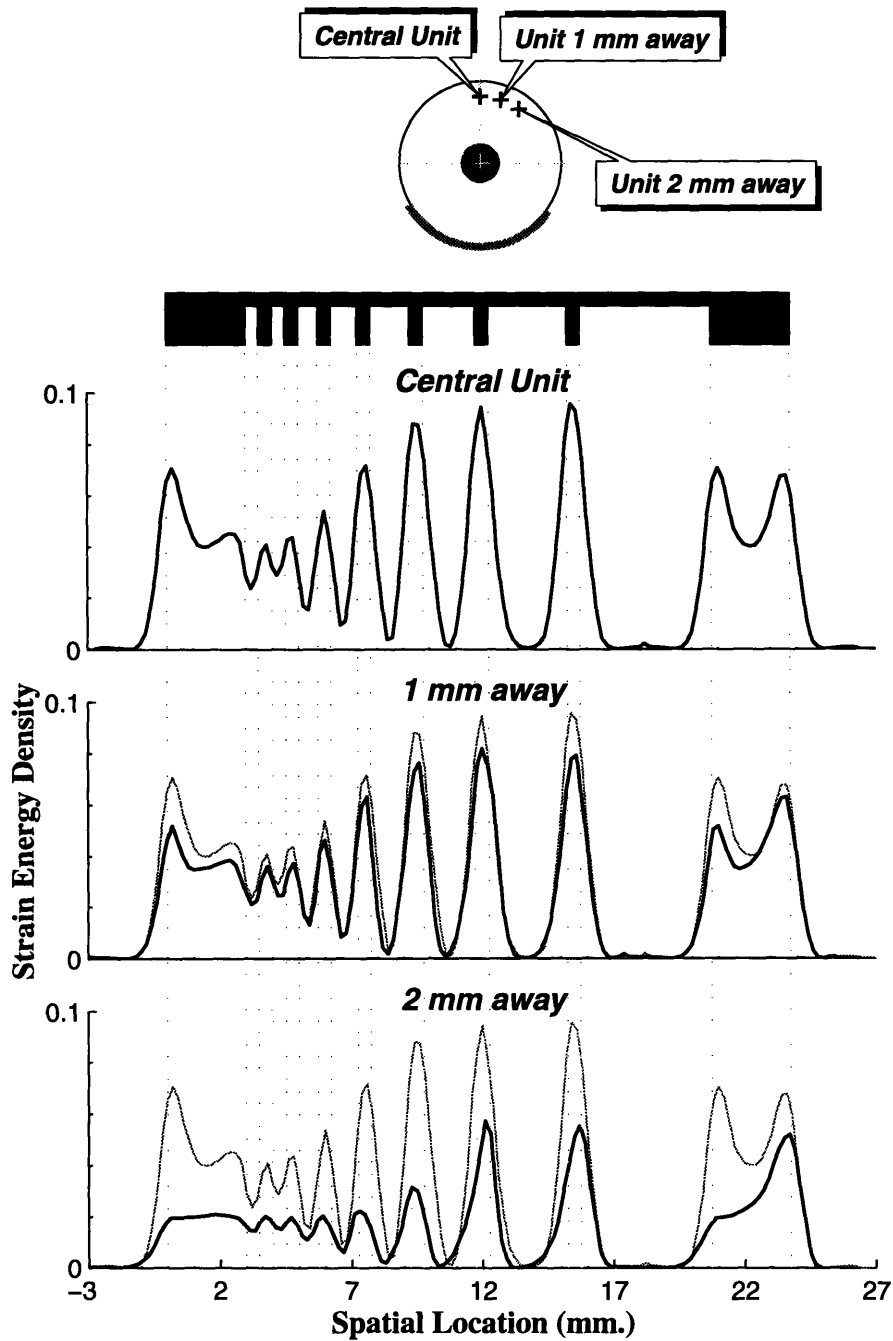 Central Unit
Unit 1 mm away
Unit 2 mm away
Central Unit
0.1
0
1 mm away
0.1
0
2 mm away
0.1
0
Strain Energy Density
−3 2 7 12 17 22 27
Spatial Location (mm.)